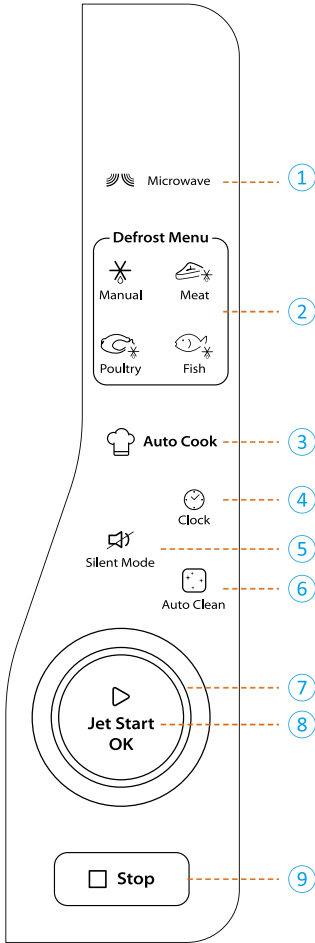 Microwave
1
Defrost Menu
Manual
Meat
2
Poultry
Fish
Auto Cook
3
4
Clock
5
Silent Mode
6
Auto Clean
7
Jet Start
8
OK
Stop
9